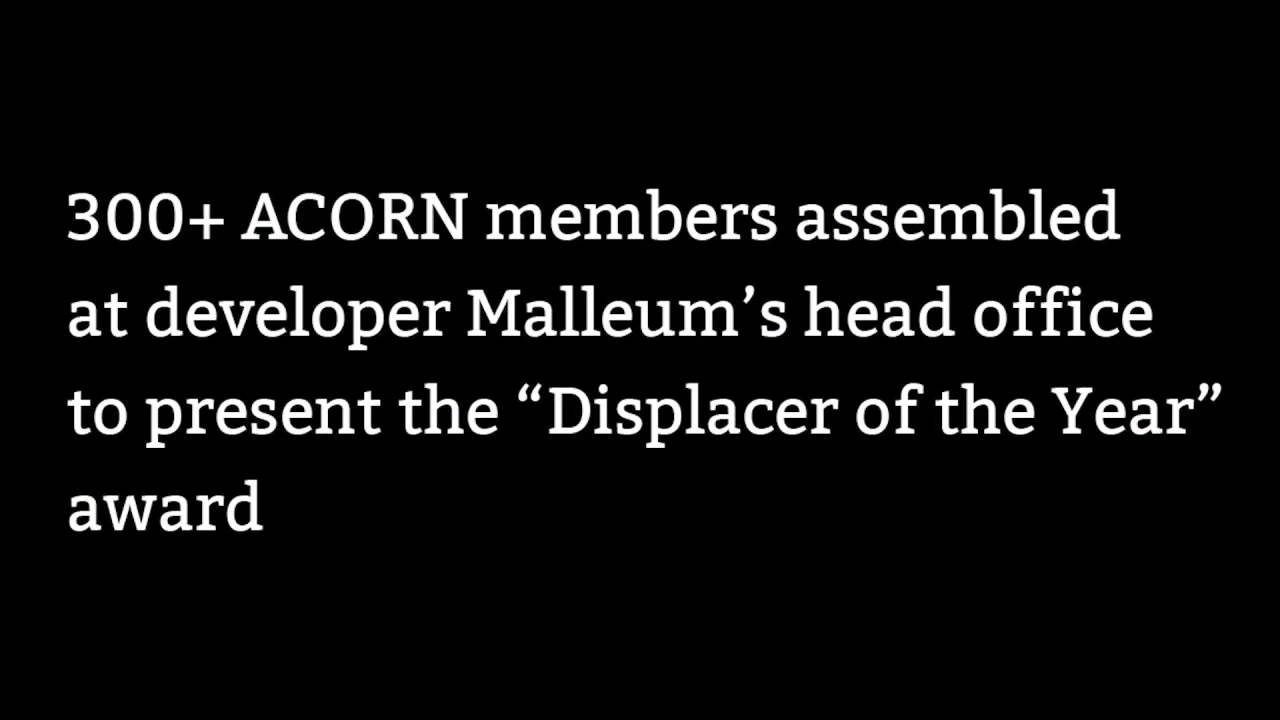 300+ ACORN members assembled
at developer Malleum’s head office
to present the “Displacer of the Year”
award